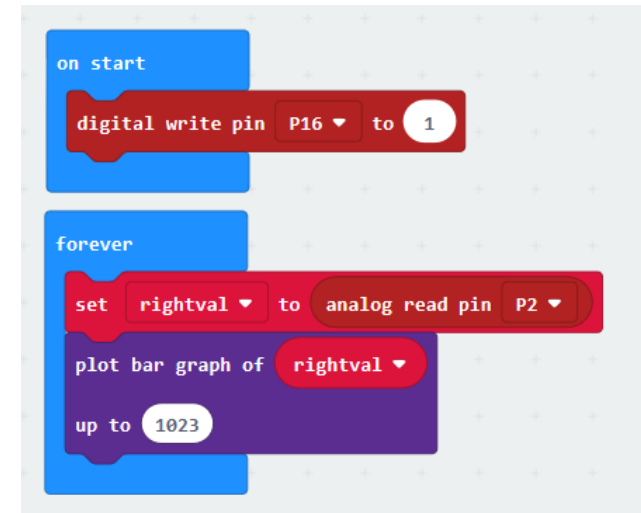 on start
digital write pin P16 to 1
forever
set rightval to analog read pin P2
plot bar graph of rightval
up to 1023